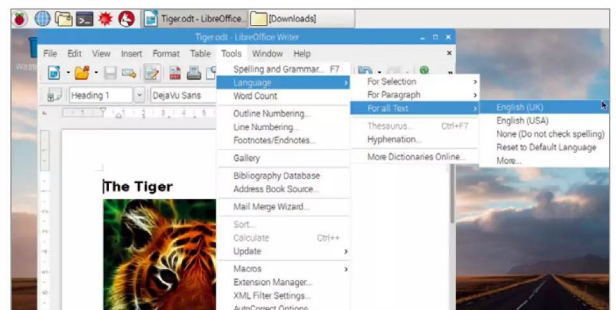 Tiger.odt - LibreOffice... [Downloads]
Tiger.odt - LibreOffice Writer
File Edit View Insert Format Table Tools Window Help
Spelling and Grammar... F7
Language
Word Count
Outline Numbering...
Line Numbering...
Footnotes/Endnotes...
Gallery
Bibliography Database
Address Book Source...
Mail Merge Wizard...
Sort...
Calculate Ctrl++
Update
Macros
Extension Manager...
XML Filter Settings...
AutoCorrect Options...
For Selection
For Paragraph
For all Text
Thesaurus... Ctrl+F7
Hyphenation...
More Dictionaries Online...
English (UK)
English (USA)
None (Do not check spelling)
Reset to Default Language
More...
Heading 1 DejaVu Sans
The Tiger